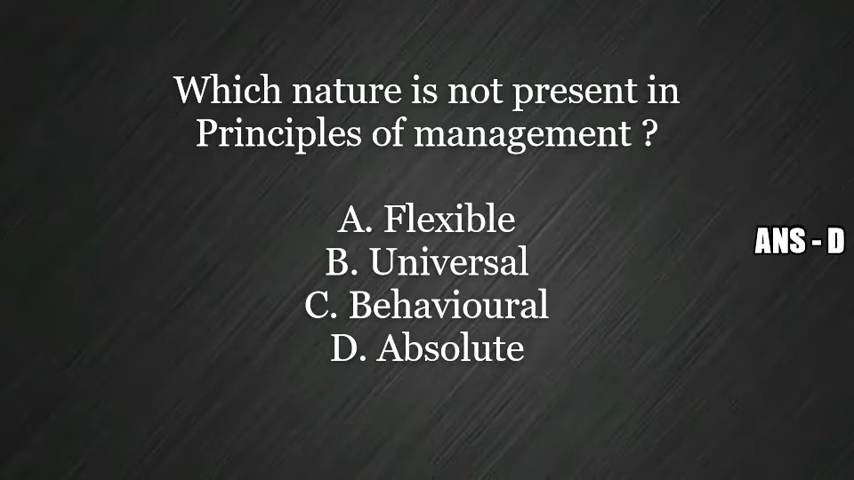 Which nature is not present in
Principles of management ?
A. Flexible
B. Universal
C. Behavioural
D. Absolute
ANS - D